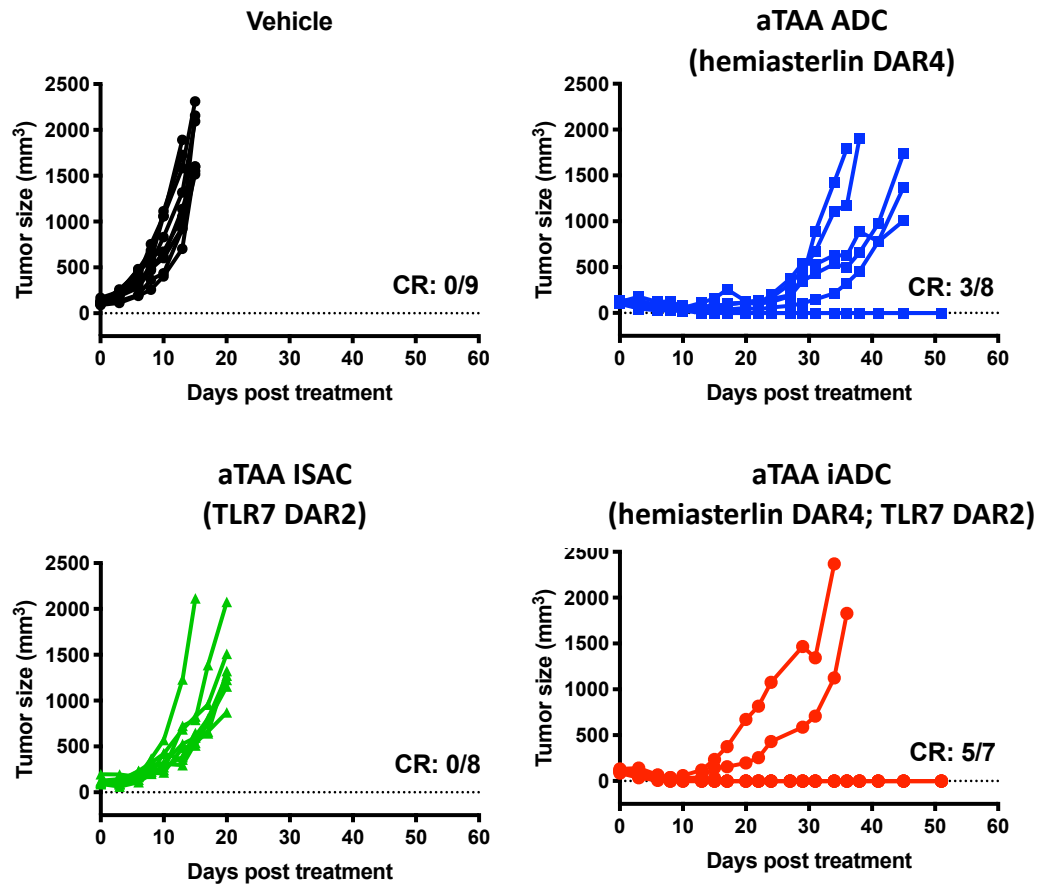 Vehicle
2500
2000
1500
1000
500
0
Tumor size (mm³)
CR: 0/9
0 10 20 30 40 50 60
Days post treatment
aTAA ADC
(hemiasterlin DAR4)
2500
2000
1500
1000
500
0
Tumor size (mm³)
CR: 3/8
0 10 20 30 40 50 60
Days post treatment
aTAA ISAC
(TLR7 DAR2)
2500
2000
1500
1000
500
0
Tumor size (mm³)
CR: 0/8
0 10 20 30 40 50 60
Days post treatment
aTAA iADC
(hemiasterlin DAR4; TLR7 DAR2)
2500
2000
1500
1000
500
0
Tumor size (mm³)
CR: 5/7
0 10 20 30 40 50 60
Days post treatment